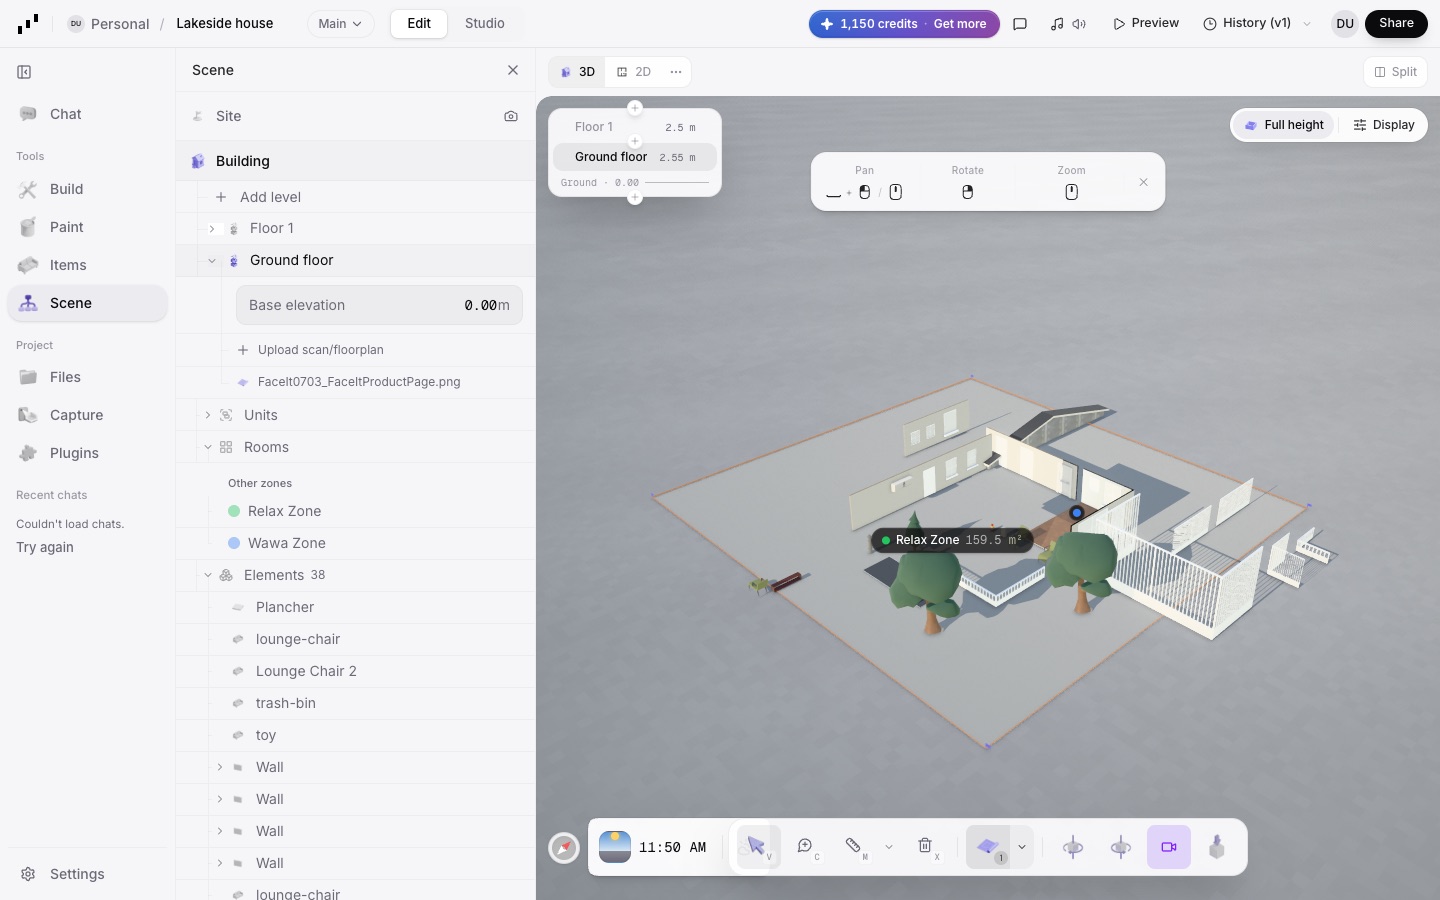 DU Personal / Lakeside house
Main
Edit
Studio
1,150 credits · Get more
Preview
History (v1)
DU
Share
Chat
Tools
Build
Paint
Items
Scene
Project
Files
Capture
Plugins
Recent chats
Couldn't load chats.
Try again
Settings
Scene
Site
Building
Add level
Floor 1
Ground floor
Base elevation 0.00m
Upload scan/floorplan
FaceIt0703_FaceItProductPage.png
Units
Rooms
Other zones
Relax Zone
Wawa Zone
Elements 38
Plancher
lounge-chair
Lounge Chair 2
trash-bin
toy
Wall
Wall
Wall
Wall
lounge-chair
3D
2D
Split
Floor 1 2.5 m
Ground floor 2.55 m
Ground · 0.00
Full height
Display
Pan
Rotate
Zoom
+ /
Relax Zone 159.5 m²
11:50 AM
V
C
M
X
1